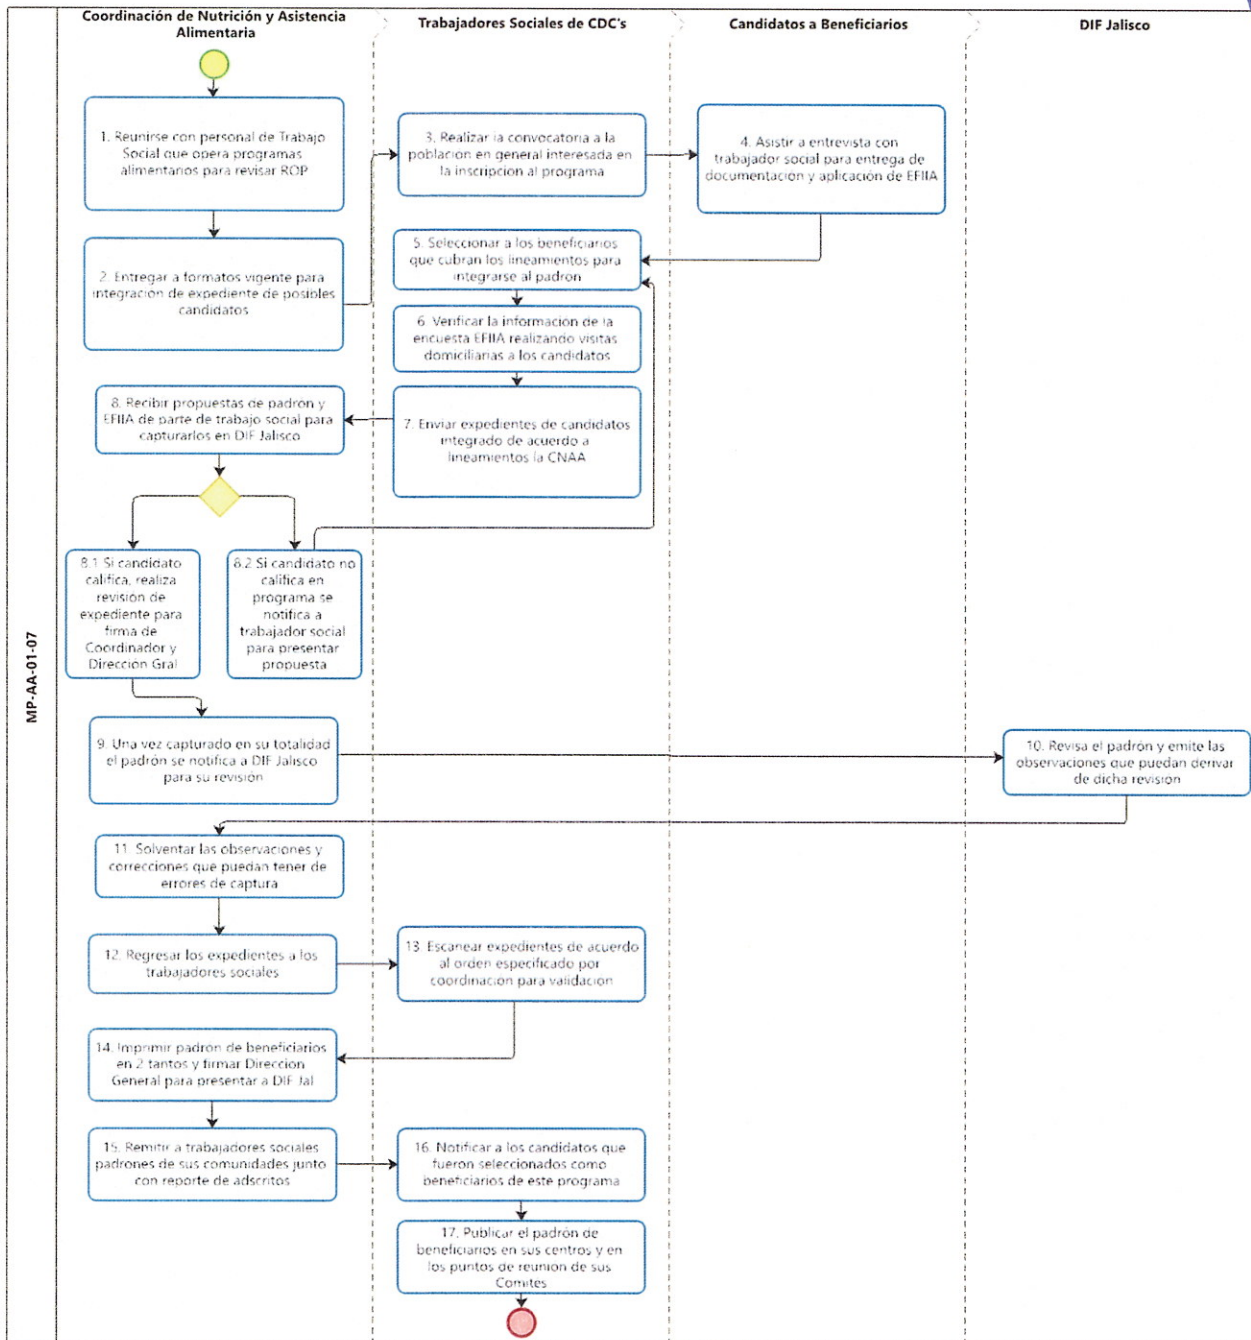 Coordinación de Nutrición y Asistencia
Alimentaria
Trabajadores Sociales de CDC's
Candidatos a Beneficiarios
DIF Jalisco
MP-AA-01-07
1. Reunirse con personal de Trabajo
Social que opera programas
alimentarios para revisar ROP
2. Entregar a formatos vigente para
integración de expediente de posibles
candidatos
3. Realizar la convocatoria a la
población en general interesada en
la inscripcion al programa
4. Asistir a entrevista con
trabajador social para entrega de
documentación y aplicación de EFIIA
5. Seleccionar a los beneficiarios
que cubran los lineamientos para
integrarse al padrón
6. Verificar la información de la
encuesta EFIIA realizando visitas
domiciliarias a los candidatos
7. Enviar expedientes de candidatos
integrado de acuerdo a
lineamientos la CNAA
8. Recibir propuestas de padrón y
EFIIA de parte de trabajo social para
capturarlos en DIF Jalisco
8.1 Si candidato
califica, realiza
revisión de
expediente para
firma de
Coordinador y
Dirección Gral
8.2 Si candidato no
califica en
programa se
notifica a
trabajador social
para presentar
propuesta
9. Una vez capturado en su totalidad
el padrón se notifica a DIF Jalisco
para su revisión
10. Revisa el padrón y emite las
observaciones que puedan derivar
de dicha revisión
11. Solventar las observaciones y
correcciones que puedan tener de
errores de captura
12. Regresar los expedientes a los
trabajadores sociales
13. Escanear expedientes de acuerdo
al orden especificado por
coordinación para validación
14. Imprimir padrón de beneficiarios
en 2 tantos y firmar Dirección
General para presentar a DIF Jal
15. Remitir a trabajadores sociales
padrones de sus comunidades junto
con reporte de adscritos
16. Notificar a los candidatos que
fueron seleccionados como
beneficiarios de este programa
17. Publicar el padrón de
beneficiarios en sus centros y en
los puntos de reunión de sus
Comites